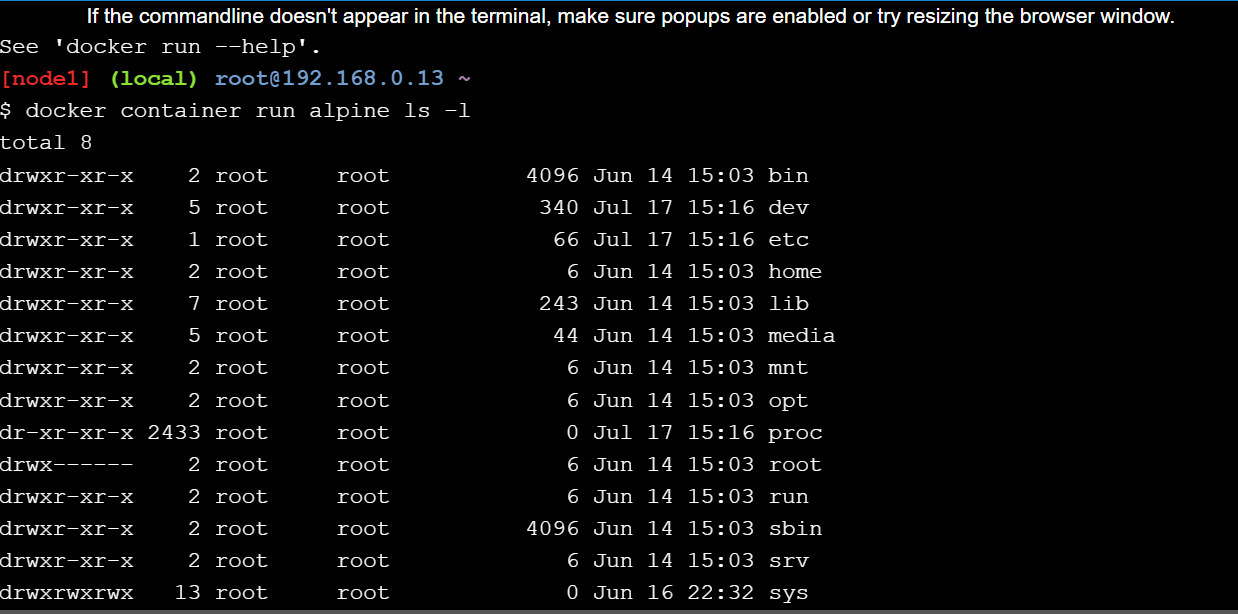 If the commandline doesn't appear in the terminal, make sure popups are enabled or try resizing the browser window.
See 'docker run --help'.
[node1] (local) root@192.168.0.13 ~
$ docker container run alpine ls -l
total 8
drwxr-xr-x    2 root     root          4096 Jun 14 15:03 bin
drwxr-xr-x    5 root     root           340 Jul 17 15:16 dev
drwxr-xr-x    1 root     root            66 Jul 17 15:16 etc
drwxr-xr-x    2 root     root             6 Jun 14 15:03 home
drwxr-xr-x    7 root     root           243 Jun 14 15:03 lib
drwxr-xr-x    5 root     root            44 Jun 14 15:03 media
drwxr-xr-x    2 root     root             6 Jun 14 15:03 mnt
drwxr-xr-x    2 root     root             6 Jun 14 15:03 opt
dr-xr-xr-x 2433 root     root             0 Jul 17 15:16 proc
drwx------    2 root     root             6 Jun 14 15:03 root
drwxr-xr-x    2 root     root             6 Jun 14 15:03 run
drwxr-xr-x    2 root     root          4096 Jun 14 15:03 sbin
drwxr-xr-x    2 root     root             6 Jun 14 15:03 srv
drwxrwxrwx   13 root     root             0 Jun 16 22:32 sys